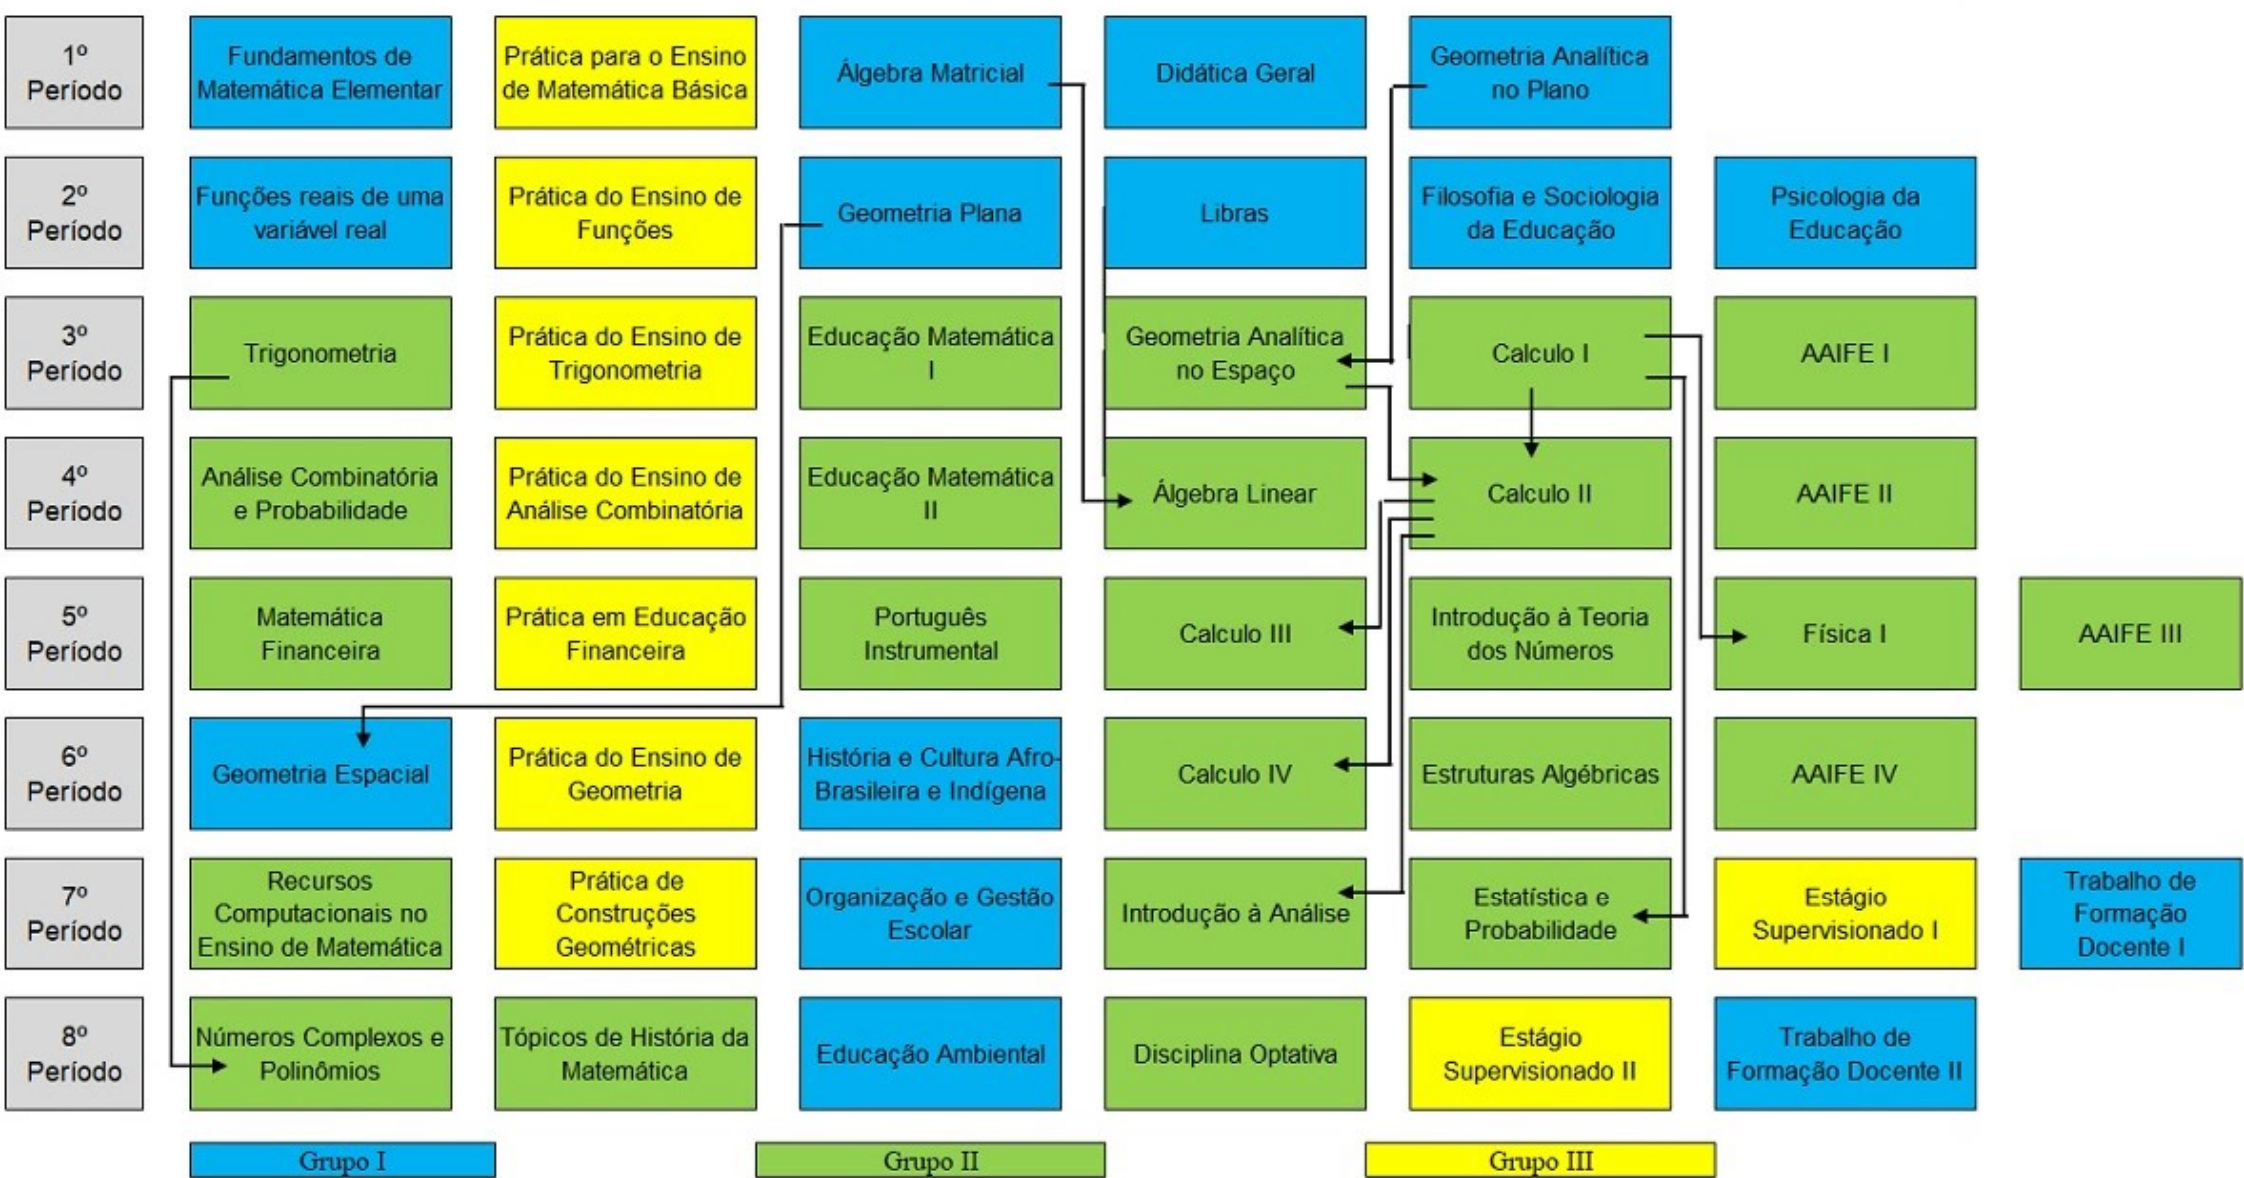 1º
Período
Fundamentos de
Matemática Elementar
Prática para o Ensino
de Matemática Básica
Álgebra Matricial
Didática Geral
Geometria Analítica
no Plano
2º
Período
Funções reais de uma
variável real
Prática do Ensino de
Funções
Geometria Plana
Libras
Filosofia e Sociologia
da Educação
Psicologia da
Educação
3º
Período
Trigonometria
Prática do Ensino de
Trigonometria
Educação Matemática
I
Geometria Analítica
no Espaço
Calculo I
AAIFE I
4º
Período
Análise Combinatória
e Probabilidade
Prática do Ensino de
Análise Combinatória
Educação Matemática
II
Álgebra Linear
Calculo II
AAIFE II
5º
Período
Matemática
Financeira
Prática em Educação
Financeira
Português
Instrumental
Calculo III
Introdução à Teoria
dos Números
Física I
AAIFE III
6º
Período
Geometria Espacial
Prática do Ensino de
Geometria
História e Cultura Afro-
Brasileira e Indígena
Calculo IV
Estruturas Algébricas
AAIFE IV
7º
Período
Recursos
Computacionais no
Ensino de Matemática
Prática de
Construções
Geométricas
Organização e Gestão
Escolar
Introdução à Análise
Estatística e
Probabilidade
Estágio
Supervisionado I
Trabalho de
Formação
Docente I
8º
Período
Números Complexos e
Polinômios
Tópicos de História da
Matemática
Educação Ambiental
Disciplina Optativa
Estágio
Supervisionado II
Trabalho de
Formação Docente II
Grupo I
Grupo II
Grupo III